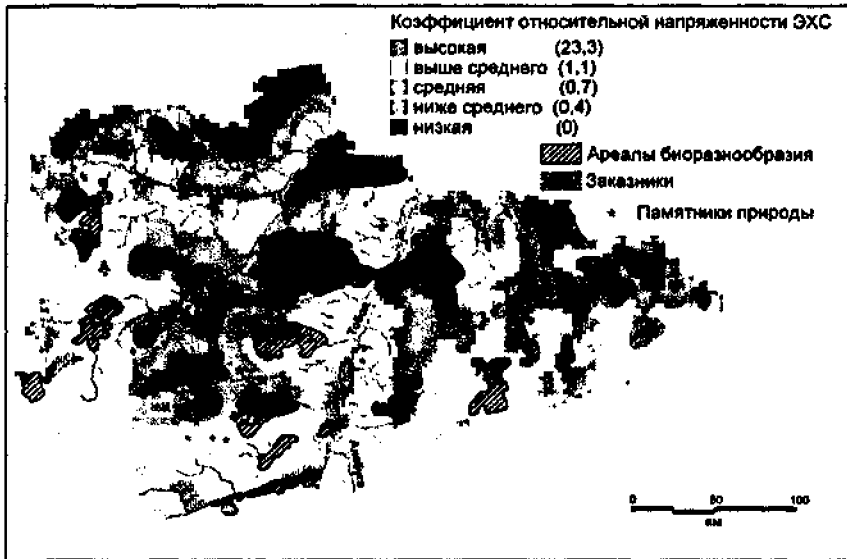 Коэффициент относительной напряженности ЭХС
высокая (23,3)
выше среднего (1,1)
средняя (0,7)
ниже среднего (0,4)
низкая (0)
Ареалы биоразнообразия
Заказники
* Памятники природы
0 50 100
км